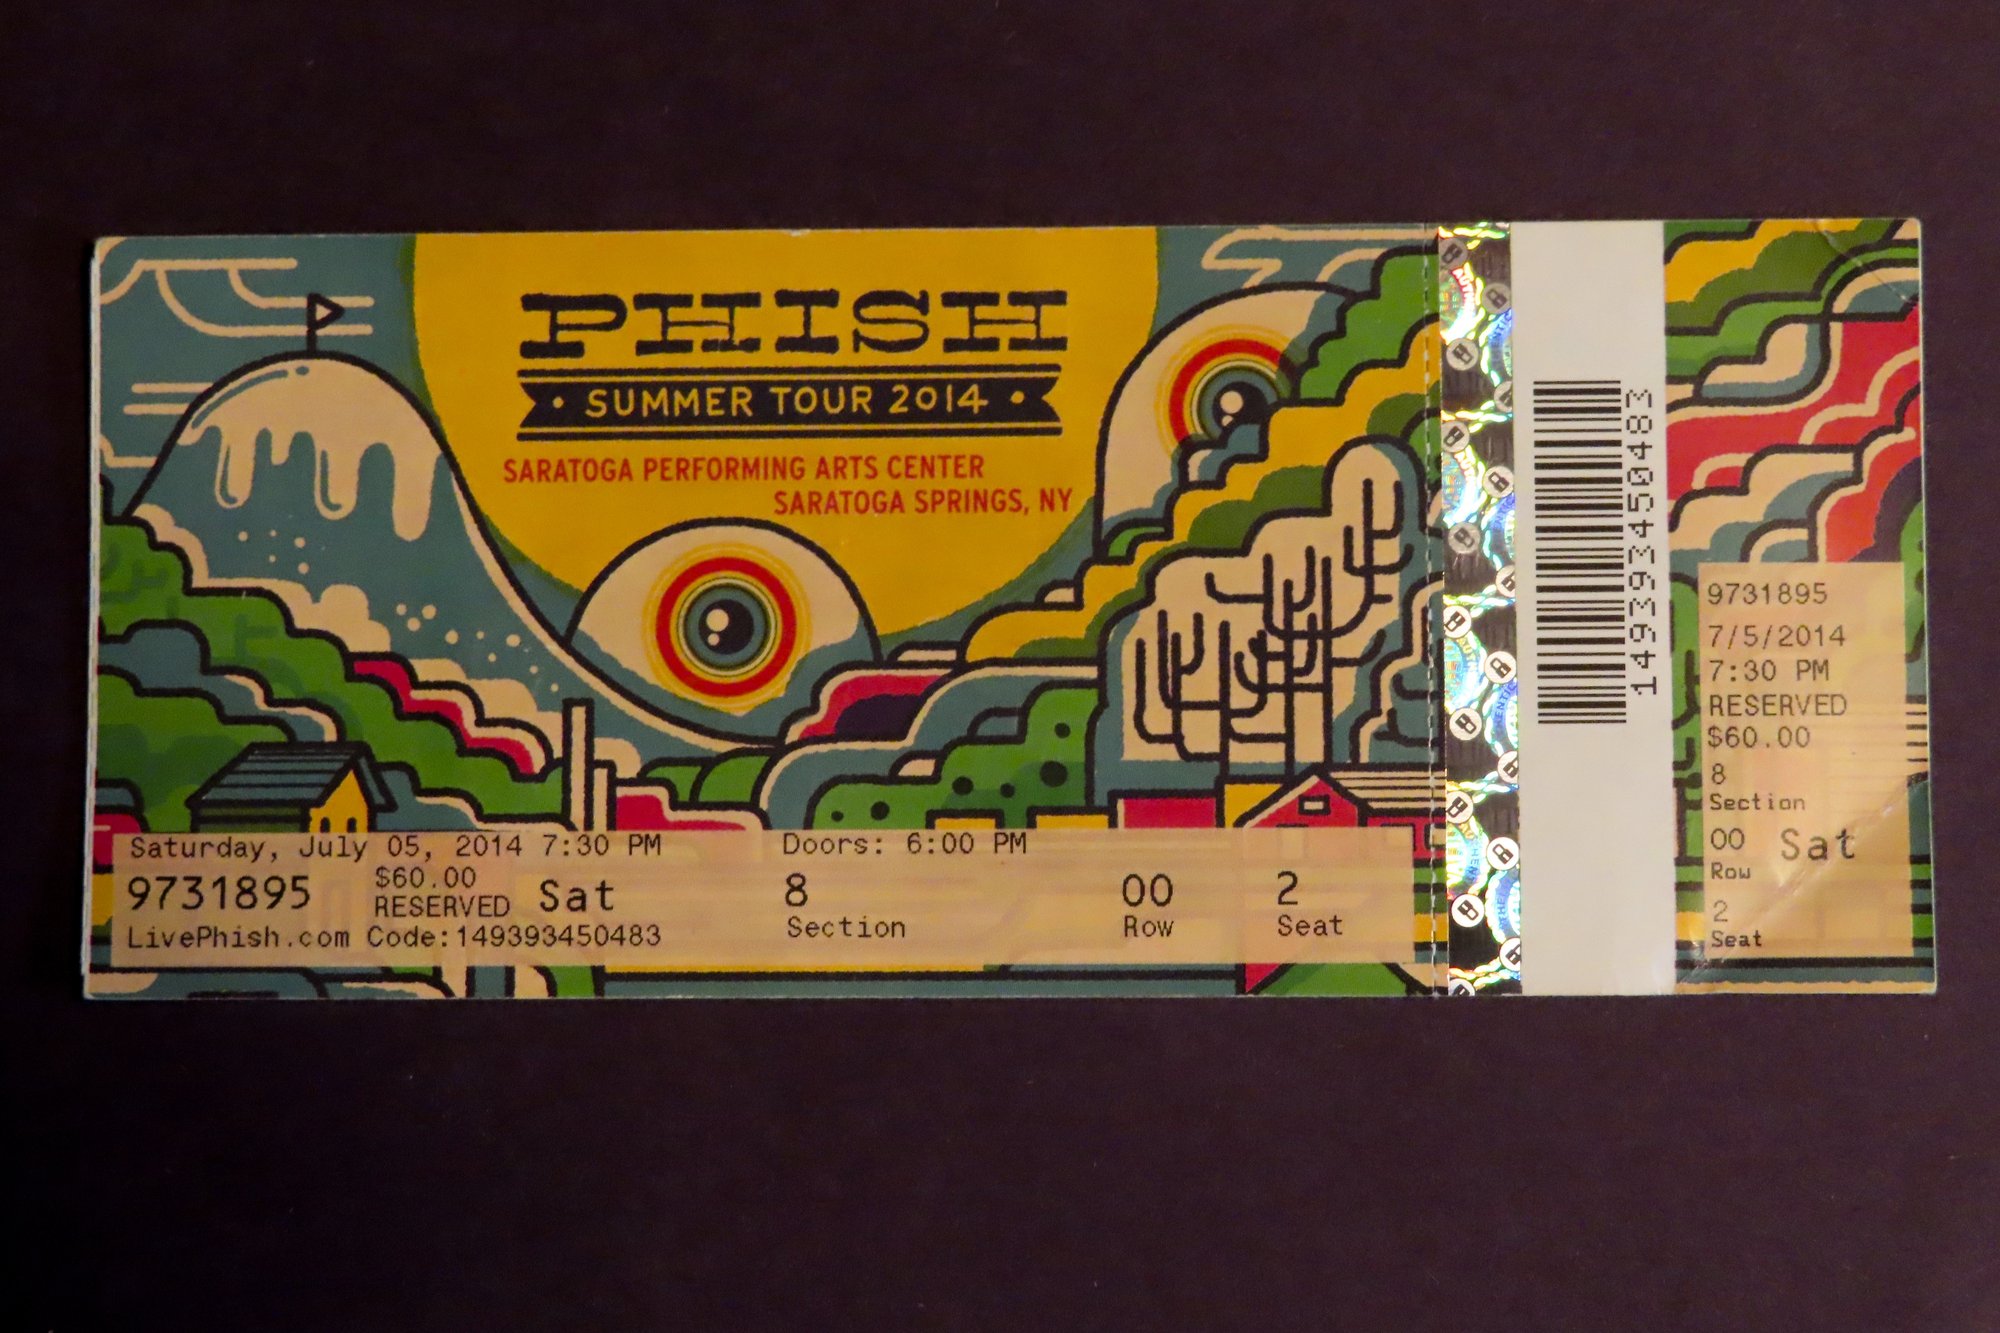 PHISH
• SUMMER TOUR 2014 •
SARATOGA PERFORMING ARTS CENTER
SARATOGA SPRINGS, NY
Saturday, July 05, 2014 7:30 PM Doors: 6:00 PM
9731895 $60.00 RESERVED Sat 8 Section 00 Row 2 Seat
LivePhish.com Code:149393450483
149393450483
9731895
7/5/2014
7:30 PM
RESERVED
$60.00
8
Section
00 Sat
Row
2
Seat